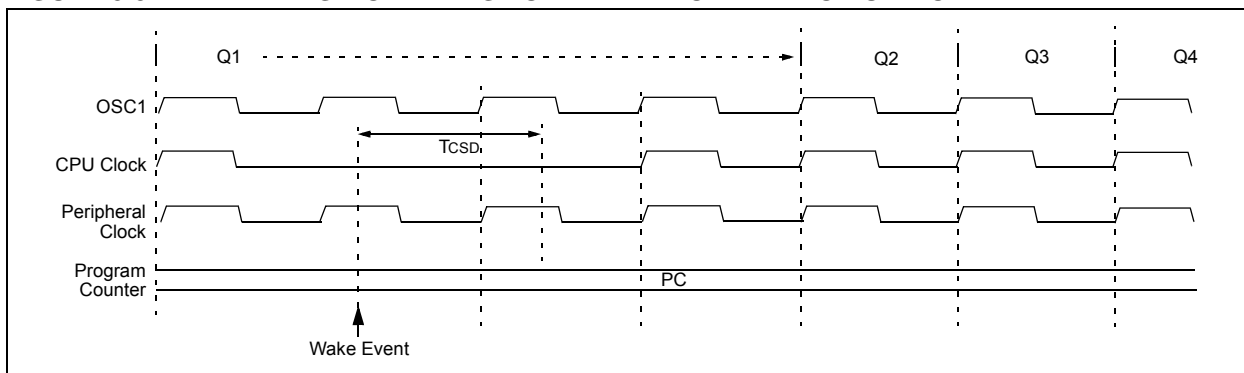 Q1 Q2 Q3 Q4
OSC1
TCSD
CPU Clock
Peripheral
Clock
Program
Counter
PC
Wake Event